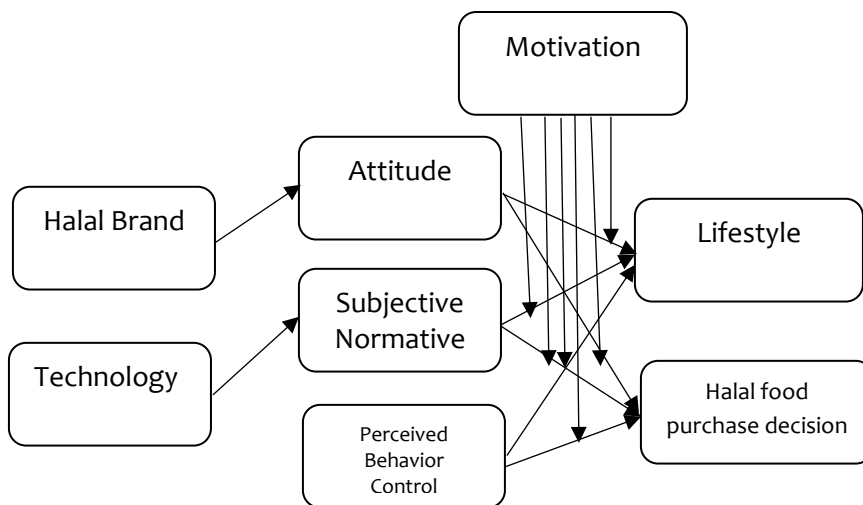 Motivation
Attitude
Halal Brand
Lifestyle
Subjective
Normative
Technology
Halal food
purchase decision
Perceived
Behavior
Control